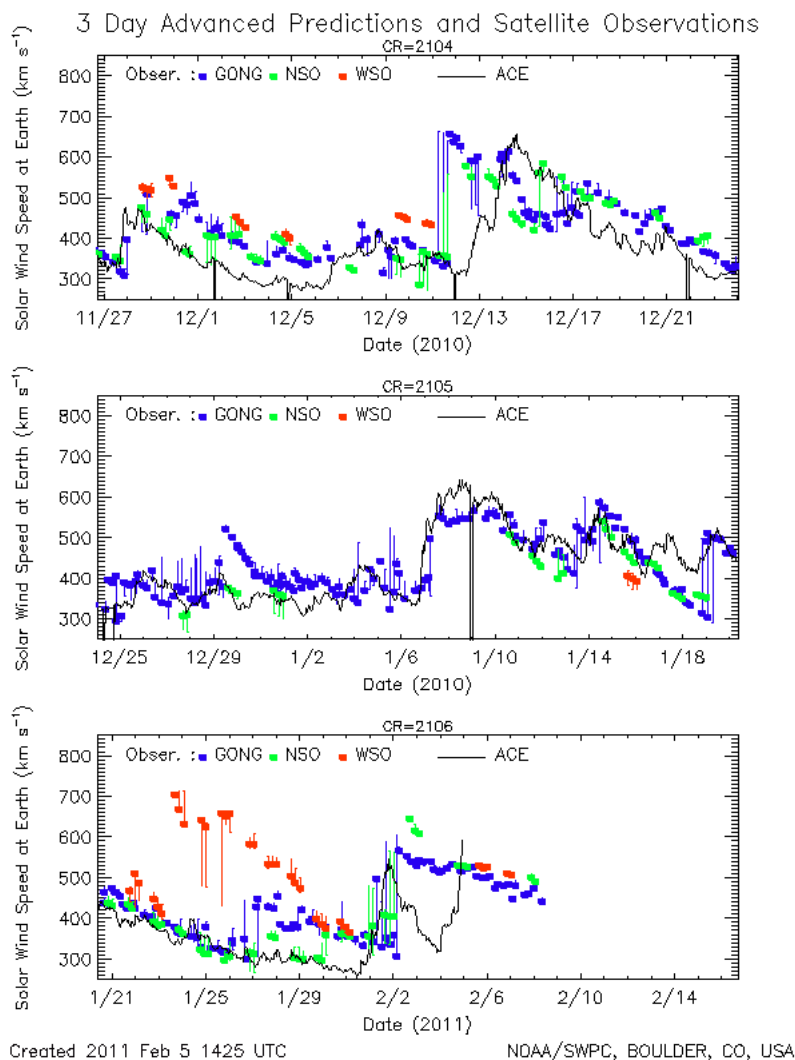 3 Day Advanced Predictions and Satellite Observations
CR=2104
Solar Wind Speed at Earth (km s⁻¹)
800
700
600
500
400
300
Obser. : GONG NSO WSO ACE
11/27 12/1 12/5 12/9 12/13 12/17 12/21
Date (2010)
CR=2105
Solar Wind Speed at Earth (km s⁻¹)
800
700
600
500
400
300
Obser. : GONG NSO WSO ACE
12/25 12/29 1/2 1/6 1/10 1/14 1/18
Date (2010)
CR=2106
Solar Wind Speed at Earth (km s⁻¹)
800
700
600
500
400
300
Obser. : GONG NSO WSO ACE
1/21 1/25 1/29 2/2 2/6 2/10 2/14
Date (2011)
Created 2011 Feb 5 1425 UTC NOAA/SWPC, BOULDER, CO, USA